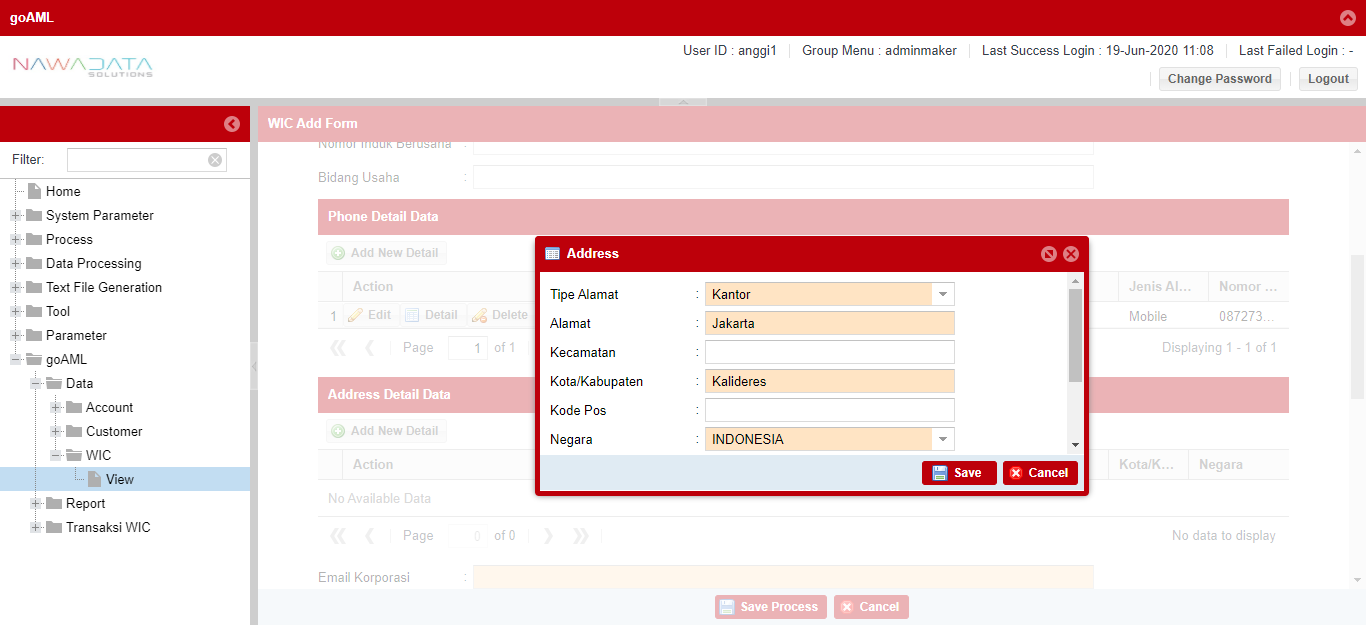 goAML
NAWADATA
SOLUTIONS
User ID : anggi1
Group Menu : adminmaker
Last Success Login : 19-Jun-2020 11:08
Last Failed Login : -
Change Password
Logout
Filter:
Home
System Parameter
Process
Data Processing
Text File Generation
Tool
Parameter
goAML
Data
Account
Customer
WIC
View
Report
Transaksi WIC
WIC Add Form
Nomor Induk Berusaha :
Bidang Usaha :
Phone Detail Data
Add New Detail
Action
Jenis Al...
Nomor ...
1
Edit
Detail
Delete
Mobile
087273...
Page 1 of 1
Displaying 1 - 1 of 1
Address Detail Data
Add New Detail
Action
Kota/K...
Negara
No Available Data
Page 0 of 0
No data to display
Email Korporasi :
Save Process
Cancel
Address
Tipe Alamat : Kantor
Alamat : Jakarta
Kecamatan :
Kota/Kabupaten : Kalideres
Kode Pos :
Negara : INDONESIA
Save
Cancel